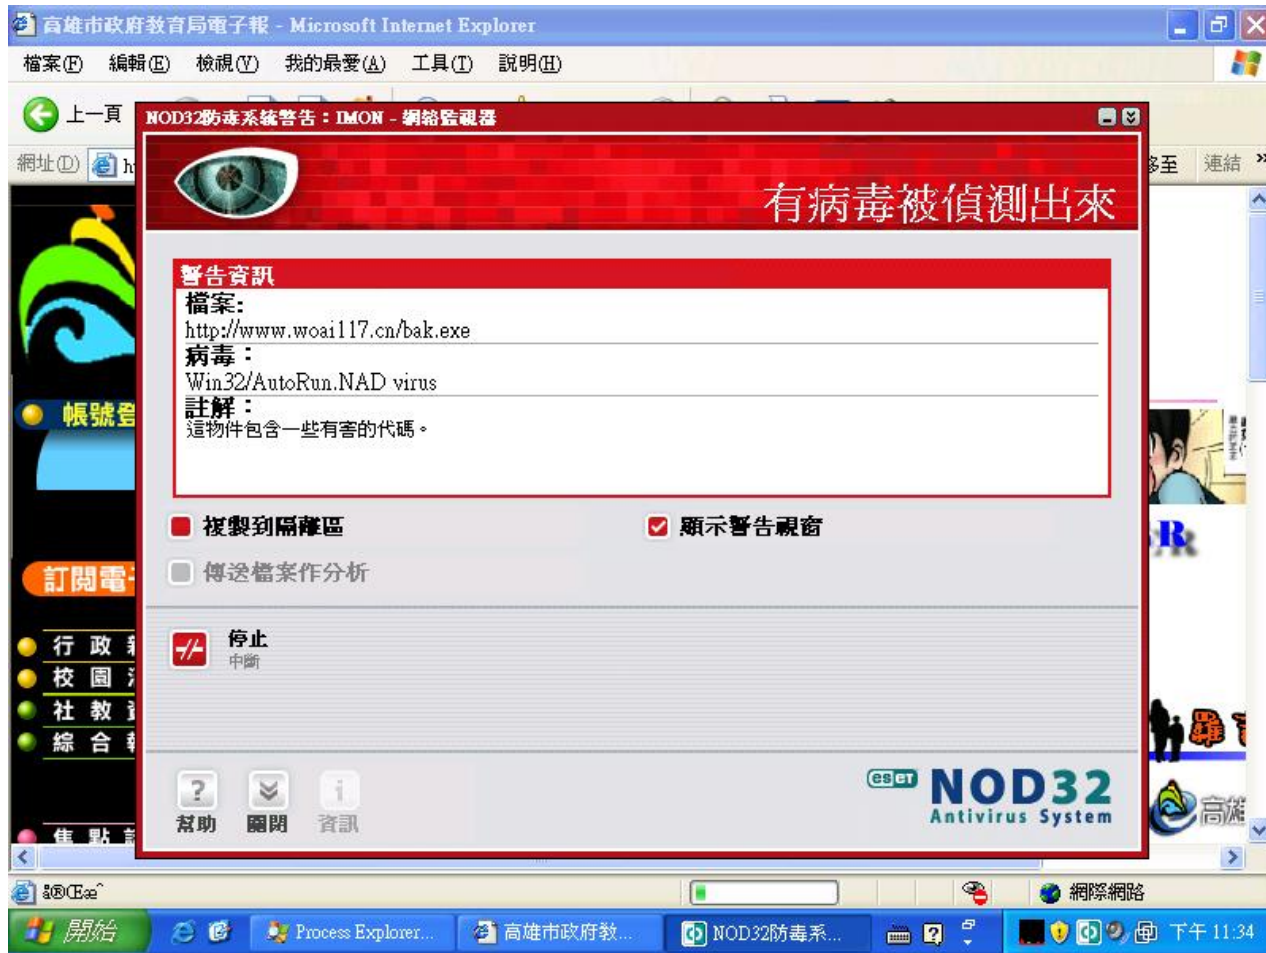 高雄市政府教育局電子報 - Microsoft Internet Explorer
檔案(F) 編輯(E) 檢視(V) 我的最愛(A) 工具(T) 說明(H)
上一頁
網址(D)
移至 連結 »
NOD32防毒系統警告：IMON - 網絡監視器
有病毒被偵測出來
警告資訊
檔案:
http://www.woai117.cn/bak.exe
病毒：
Win32/AutoRun.NAD virus
註解：
這物件包含一些有害的代碼。
複製到隔離區
顯示警告視窗
傳送檔案作分析
停止
中斷
幫助
關閉
資訊
eseT NOD32
Antivirus System
帳號登
訂閱電子
行 政
校 園
社 教
綜 合
焦 點
R
高雄
å®Œæˆ
網際網路
開始
Process Explorer...
高雄市政府教...
NOD32防毒系...
下午 11:34